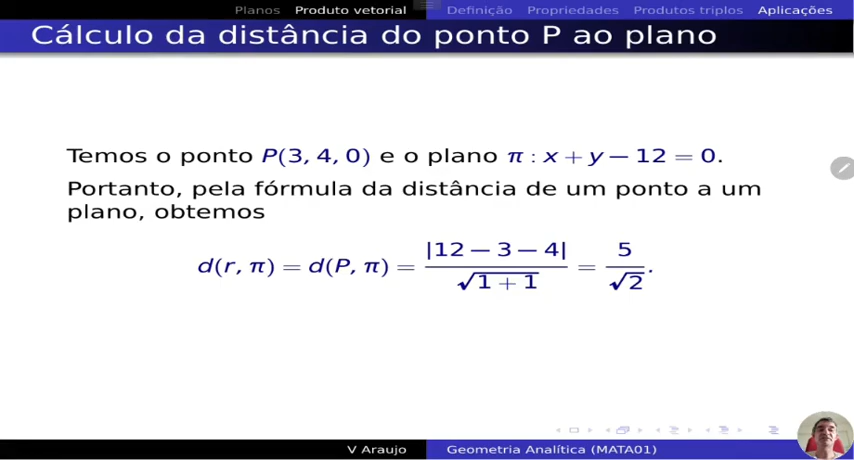 Planos Produto vetorial Definição Propriedades Produtos triplos Aplicações
Cálculo da distância do ponto P ao plano
Temos o ponto P(3, 4, 0) e o plano π : x + y − 12 = 0.
Portanto, pela fórmula da distância de um ponto a um
plano, obtemos
d(r, π) = d(P, π) = |12 − 3 − 4| / √1 + 1 = 5 / √2.
V Araujo Geometria Analítica (MATA01)